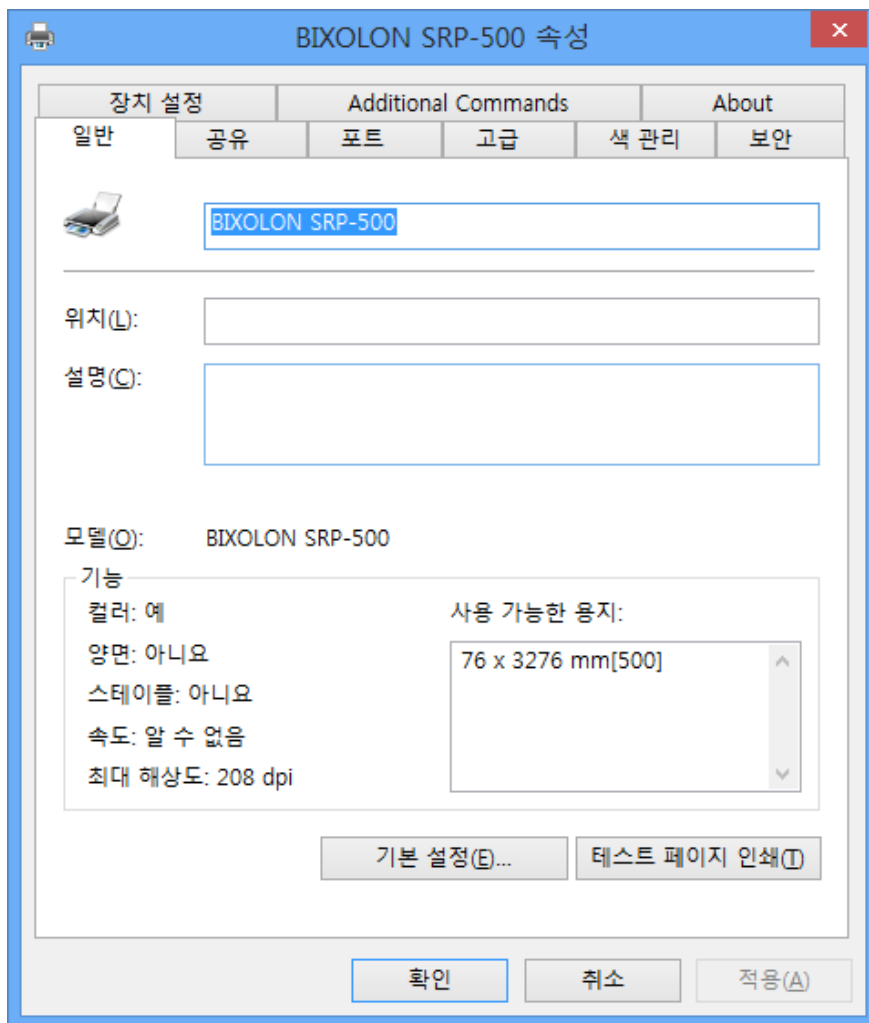 BIXOLON SRP-500 속성
장치 설정 Additional Commands About
일반 공유 포트 고급 색 관리 보안
BIXOLON SRP-500
위치(L):
설명(C):
모델(O): BIXOLON SRP-500
기능
컬러: 예 사용 가능한 용지:
양면: 아니요 76 x 3276 mm[500]
스테이플: 아니요
속도: 알 수 없음
최대 해상도: 208 dpi
기본 설정(E)... 테스트 페이지 인쇄(T)
확인 취소 적용(A)